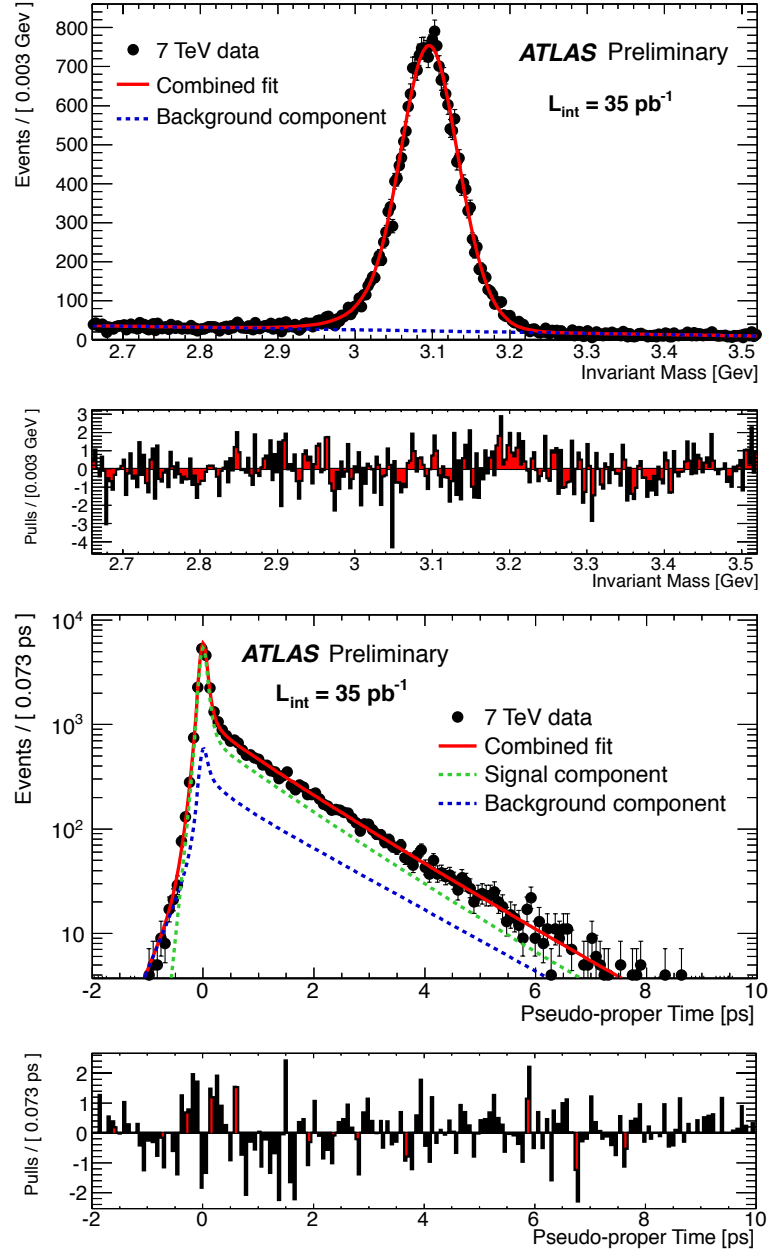 Events / [ 0.003 GeV ]
800
700
600
500
400
300
200
100
0
7 TeV data
Combined fit
Background component
ATLAS Preliminary
L_int = 35 pb⁻¹
2.7 2.8 2.9 3 3.1 3.2 3.3 3.4 3.5
Invariant Mass [Gev]
Pulls / [0.003 GeV ]
3
2
1
0
-1
-2
-3
-4
2.7 2.8 2.9 3 3.1 3.2 3.3 3.4 3.5
Invariant Mass [Gev]
Events / [ 0.073 ps ]
10⁴
10³
10²
10
ATLAS Preliminary
L_int = 35 pb⁻¹
7 TeV data
Combined fit
Signal component
Background component
-2 0 2 4 6 8 10
Pseudo-proper Time [ps]
Pulls / [ 0.073 ps ]
2
1
0
-1
-2
-2 0 2 4 6 8 10
Pseudo-proper Time [ps]